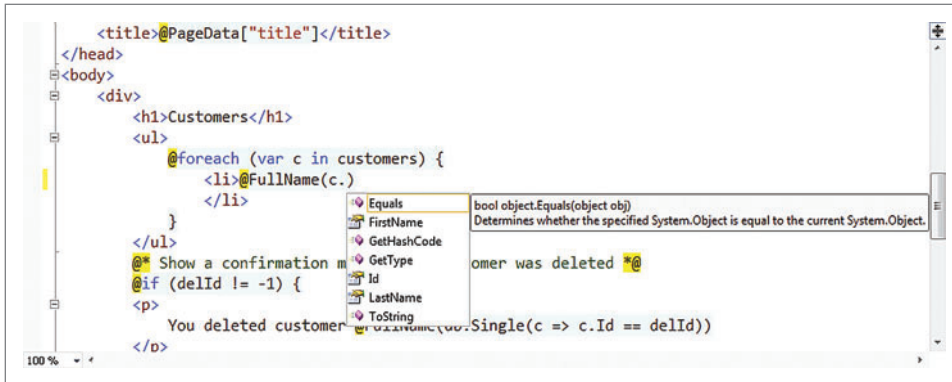 <title>@PageData["title"]</title>
</head>
<body>
<div>
<h1>Customers</h1>
<ul>
@foreach (var c in customers) {
<li>@FullName(c.)
</li>
}
</ul>
@* Show a confirmation m omer was deleted *@
@if (delId != -1) {
<p>
You deleted customer @FullName(db.Single(c => c.Id == delId))
</p>
Equals
FirstName
GetHashCode
GetType
Id
LastName
ToString
bool object.Equals(object obj)
Determines whether the specified System.Object is equal to the current System.Object.
100 %